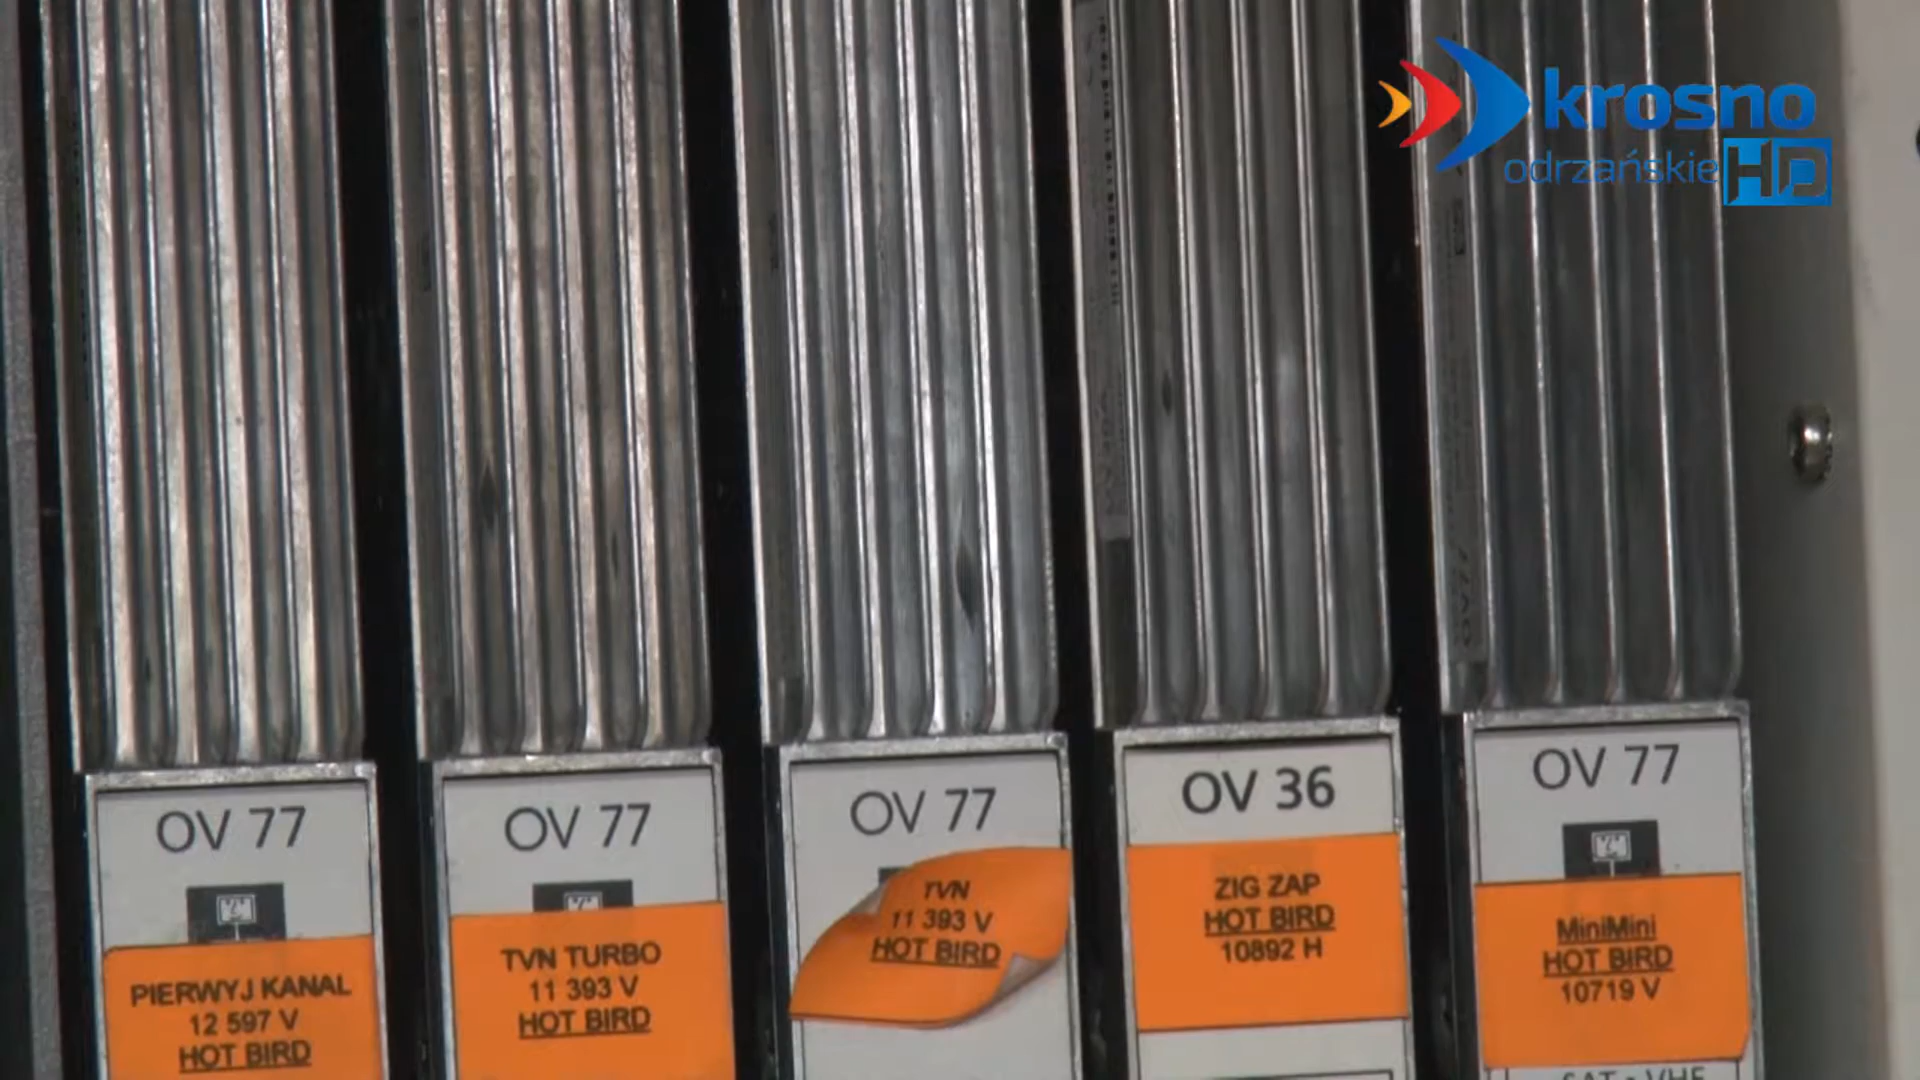 krosno
odrzańskie HD
OV 77
PIERWYJ KANAL
12 597 V
HOT BIRD
OV 77
TVN TURBO
11 393 V
HOT BIRD
OV 77
TVN
11 393 V
HOT BIRD
OV 36
ZIG ZAP
HOT BIRD
10892 H
OV 77
MiniMini
HOT BIRD
10719 V
SAT - VHF